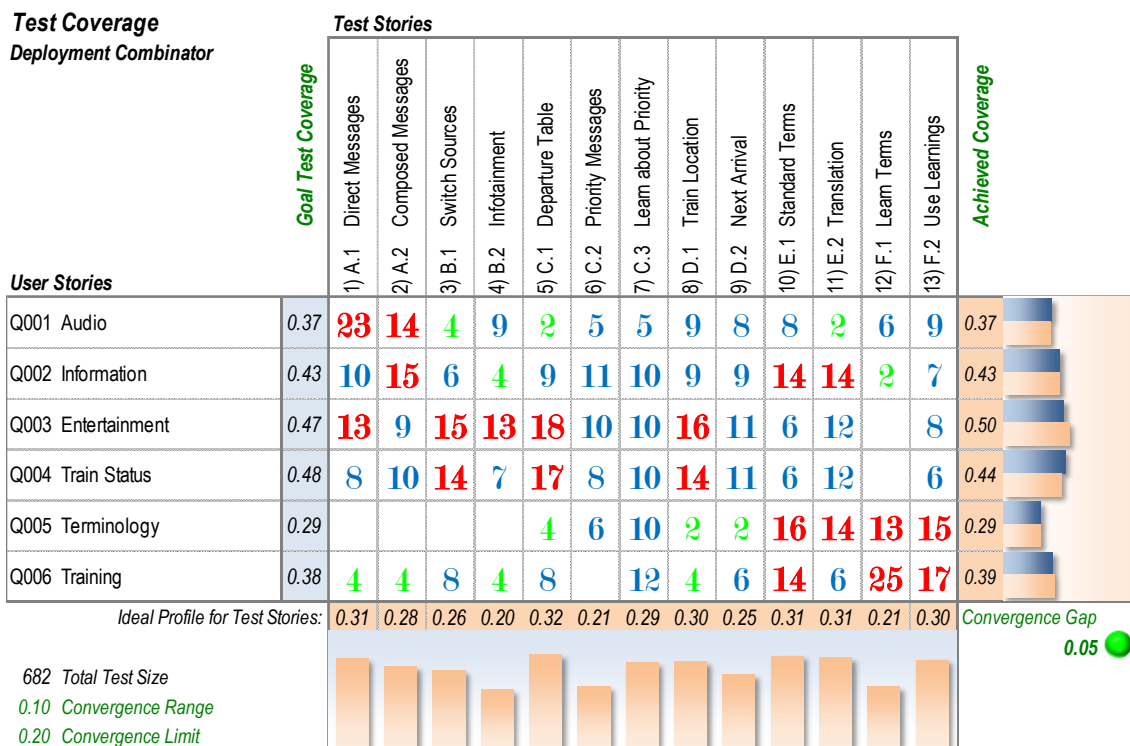 Test Coverage
Deployment Combinator
Test Stories
Goal Test Coverage
1) A.1 Direct Messages
2) A.2 Composed Messages
3) B.1 Switch Sources
4) B.2 Infotainment
5) C.1 Departure Table
6) C.2 Priority Messages
7) C.3 Learn about Priority
8) D.1 Train Location
9) D.2 Next Arrival
10) E.1 Standard Terms
11) E.2 Translation
12) F.1 Learn Terms
13) F.2 Use Learnings
Achieved Coverage
User Stories
Q001 Audio 0.37 23 14 4 9 2 5 5 9 8 8 2 6 9 0.37
Q002 Information 0.43 10 15 6 4 9 11 10 9 9 14 14 2 7 0.43
Q003 Entertainment 0.47 13 9 15 13 18 10 10 16 11 6 12 8 0.50
Q004 Train Status 0.48 8 10 14 7 17 8 10 14 11 6 12 6 0.44
Q005 Terminology 0.29 4 6 10 2 2 16 14 13 15 0.29
Q006 Training 0.38 4 4 8 4 8 12 4 6 14 6 25 17 0.39
Ideal Profile for Test Stories: 0.31 0.28 0.26 0.20 0.32 0.21 0.29 0.30 0.25 0.31 0.31 0.21 0.30 Convergence Gap
0.05
682 Total Test Size
0.10 Convergence Range
0.20 Convergence Limit